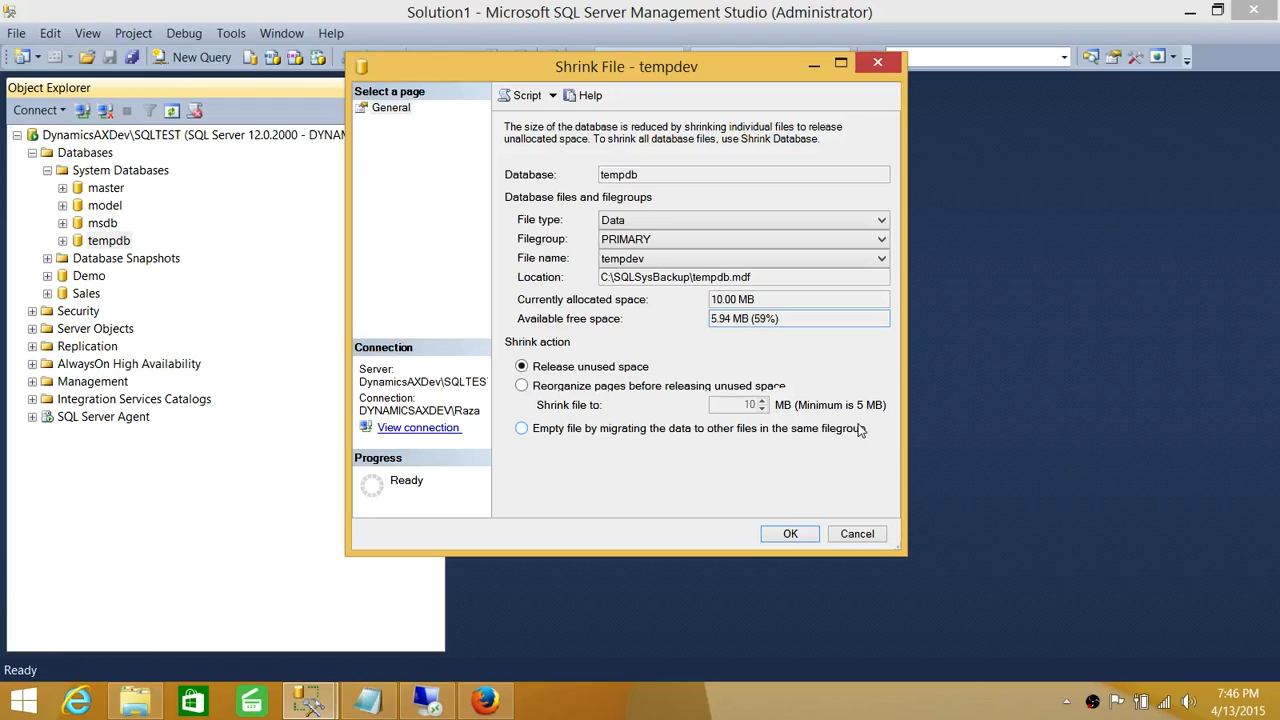 Solution1 - Microsoft SQL Server Management Studio (Administrator)
File Edit View Project Debug Tools Window Help
New Query
Object Explorer
Connect
DynamicsAXDev\SQLTEST (SQL Server 12.0.2000 - DYNA
Databases
System Databases
master
model
msdb
tempdb
Database Snapshots
Demo
Sales
Security
Server Objects
Replication
AlwaysOn High Availability
Management
Integration Services Catalogs
SQL Server Agent
Shrink File - tempdev
Select a page
General
Connection
Server:
DynamicsAXDev\SQLTEST
Connection:
DYNAMICSAXDEV\Raza
View connection
Progress
Ready
Script Help
The size of the database is reduced by shrinking individual files to release
unallocated space. To shrink all database files, use Shrink Database.
Database: tempdb
Database files and filegroups
File type: Data
Filegroup: PRIMARY
File name: tempdev
Location: C:\SQLSysBackup\tempdb.mdf
Currently allocated space: 10.00 MB
Available free space: 5.94 MB (59%)
Shrink action
Release unused space
Reorganize pages before releasing unused space
Shrink file to: 10 MB (Minimum is 5 MB)
Empty file by migrating the data to other files in the same filegroup
OK Cancel
Ready
7:46 PM
4/13/2015